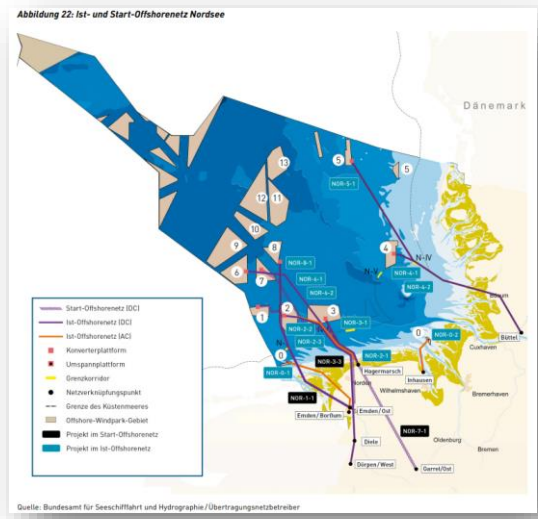 Abbildung 22: Ist- und Start-Offshorenetz Nordsee
Dänemark
13
5
5
NOR-5-1
12
11
10
9
8
4
N-IV
NOR-8-1
N-V
6
7
NOR-6-1
NOR-4-1
NOR-6-2
NOR-4-2
1
2
3
NOR-3-1
Büttel
NOR-2-2
0
NOR-0-2
Cuxhaven
NOR-2-3
0
NOR-3-3
NOR-2-1
Hagermarsch
NOR-0-1
Norden
Inhausen
Wilhelmshaven
Bremerhaven
NOR-1-1
Emden/Ost
Emden/Borßum
NOR-7-1
Oldenburg
Diele
Bremen
Dörpen/West
Garrel/Ost
Start-Offshorenetz (DC)
Ist-Offshorenetz (DC)
Ist-Offshorenetz (AC)
Konverterplattform
Umspannplattform
Grenzkorridor
Netzverknüpfungspunkt
Grenze des Küstenmeeres
Offshore-Windpark-Gebiet
Projekt im Start-Offshorenetz
Projekt im Ist-Offshorenetz
Quelle: Bundesamt für Seeschifffahrt und Hydrographie/Übertragungsnetzbetreiber